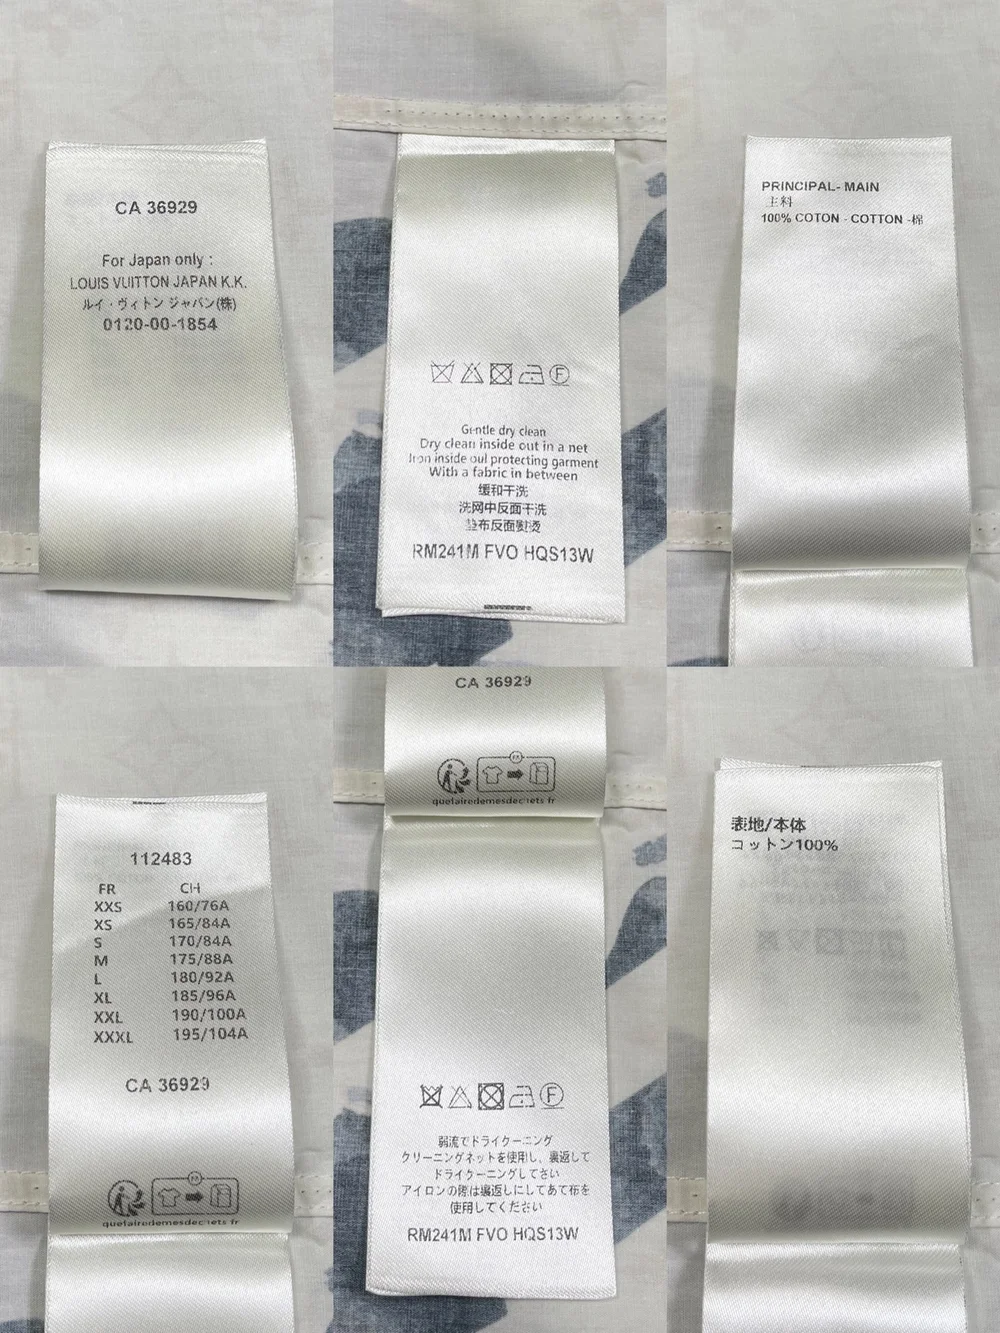 CA 36929
For Japan only :
LOUIS VUITTON JAPAN K.K.
ルイ・ヴィトン ジャパン(株)
0120-00-1854
F
Gentle dry clean
Dry clean inside out in a net
Iron inside oul protecting garment
With a fabric in between
缓和干洗
洗网中反面干洗
垫布反面熨烫
RM241M FVO HQS13W
PRINCIPAL- MAIN
主料
100% COTON - COTTON -棉
112483
FR CH
XXS 160/76A
XS 165/84A
S 170/84A
M 175/88A
L 180/92A
XL 185/96A
XXL 190/100A
XXXL 195/104A
CA 36929
FR
quefairedemesdechets fr
CA 36929
FR
quefairedemesdechets fr
F
弱流でドライクーニング
クリーニングネットを使用し、裏返して
ドライクーニングしてさい
アイロンの際は裏返しにしてあて布を
使用してください
RM241M FVO HQS13W
表地/本体
コットン100%